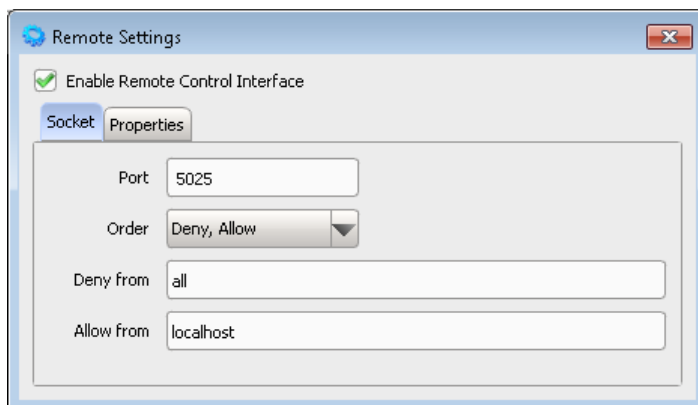 Remote Settings
Enable Remote Control Interface
Socket Properties
Port 5025
Order Deny, Allow
Deny from all
Allow from localhost